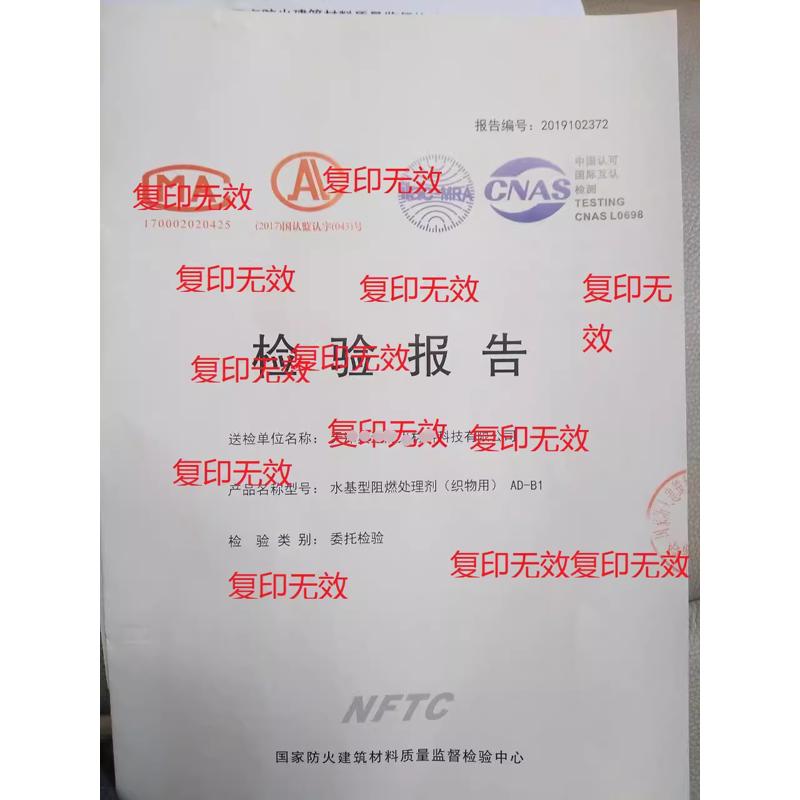 报告编号：2019102372
MA
170002020425
AL
(2017)国认监认字(043)号
ilac-MRA
CNAS
中国认可
国际互认
检测
TESTING
CNAS L0698
复印无效
复印无效
复印无效
复印无效
复印无
效
检验报告
复印无效
复印无效
送检单位名称：
科技有限公司
复印无效
复印无效
复印无效
产品名称型号：水基型阻燃处理剂（织物用） AD-B1
检 验 类 别：委托检验
复印无效
复印无效
复印无效
NFTC
国家防火建筑材料质量监督检验中心